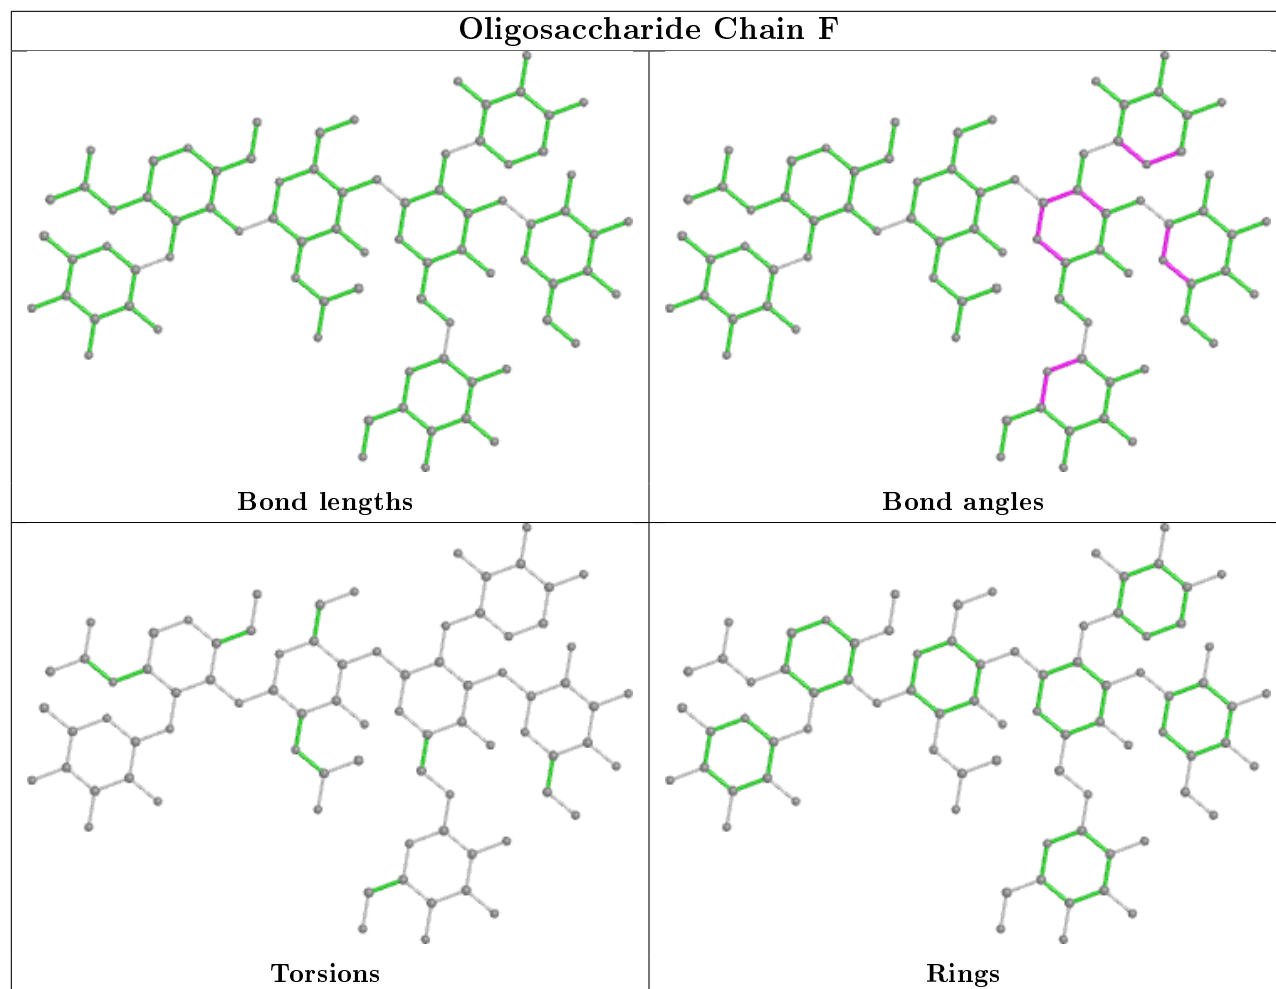 Oligosaccharide Chain F
Bond lengths
Bond angles
Torsions
Rings